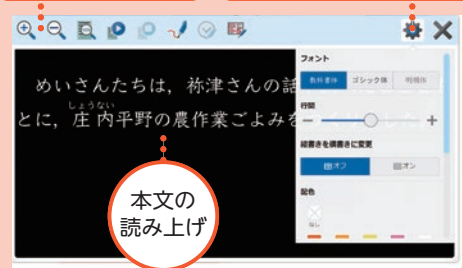 フォント
教科書体 ゴシック体 明朝体
めいさんたちは，祢津さんの話
行間
しょうない
とに，庄内平野の農作業ごよみを
縦書きを横書きに変更
オフ オン
配色
なし
本文の
読み上げ